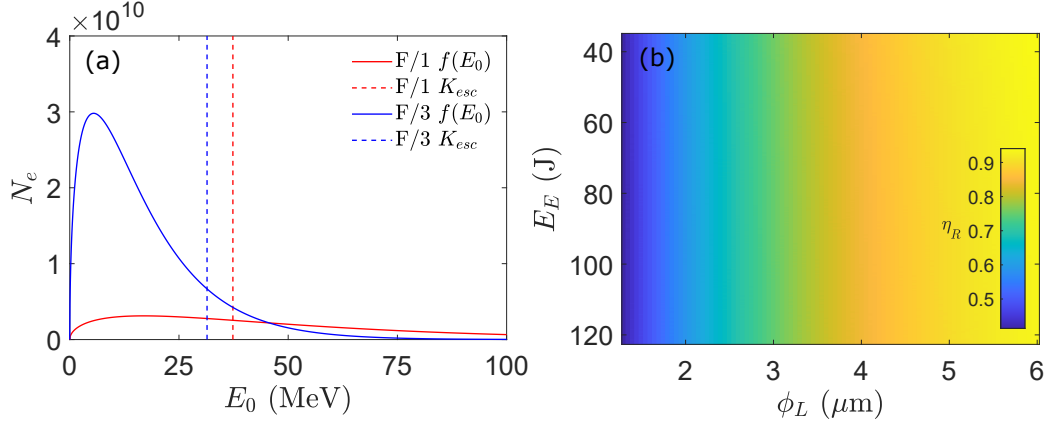 ×10¹⁰
(a)
F/1 f(E₀)
F/1 K_esc
F/3 f(E₀)
F/3 K_esc
4
3
2
1
0
N_e
0 25 50 75 100
E₀ (MeV)
(b)
40
60
80
100
120
E_E (J)
η_R
0.9
0.8
0.7
0.6
0.5
2 3 4 5 6
ϕ_L (μm)